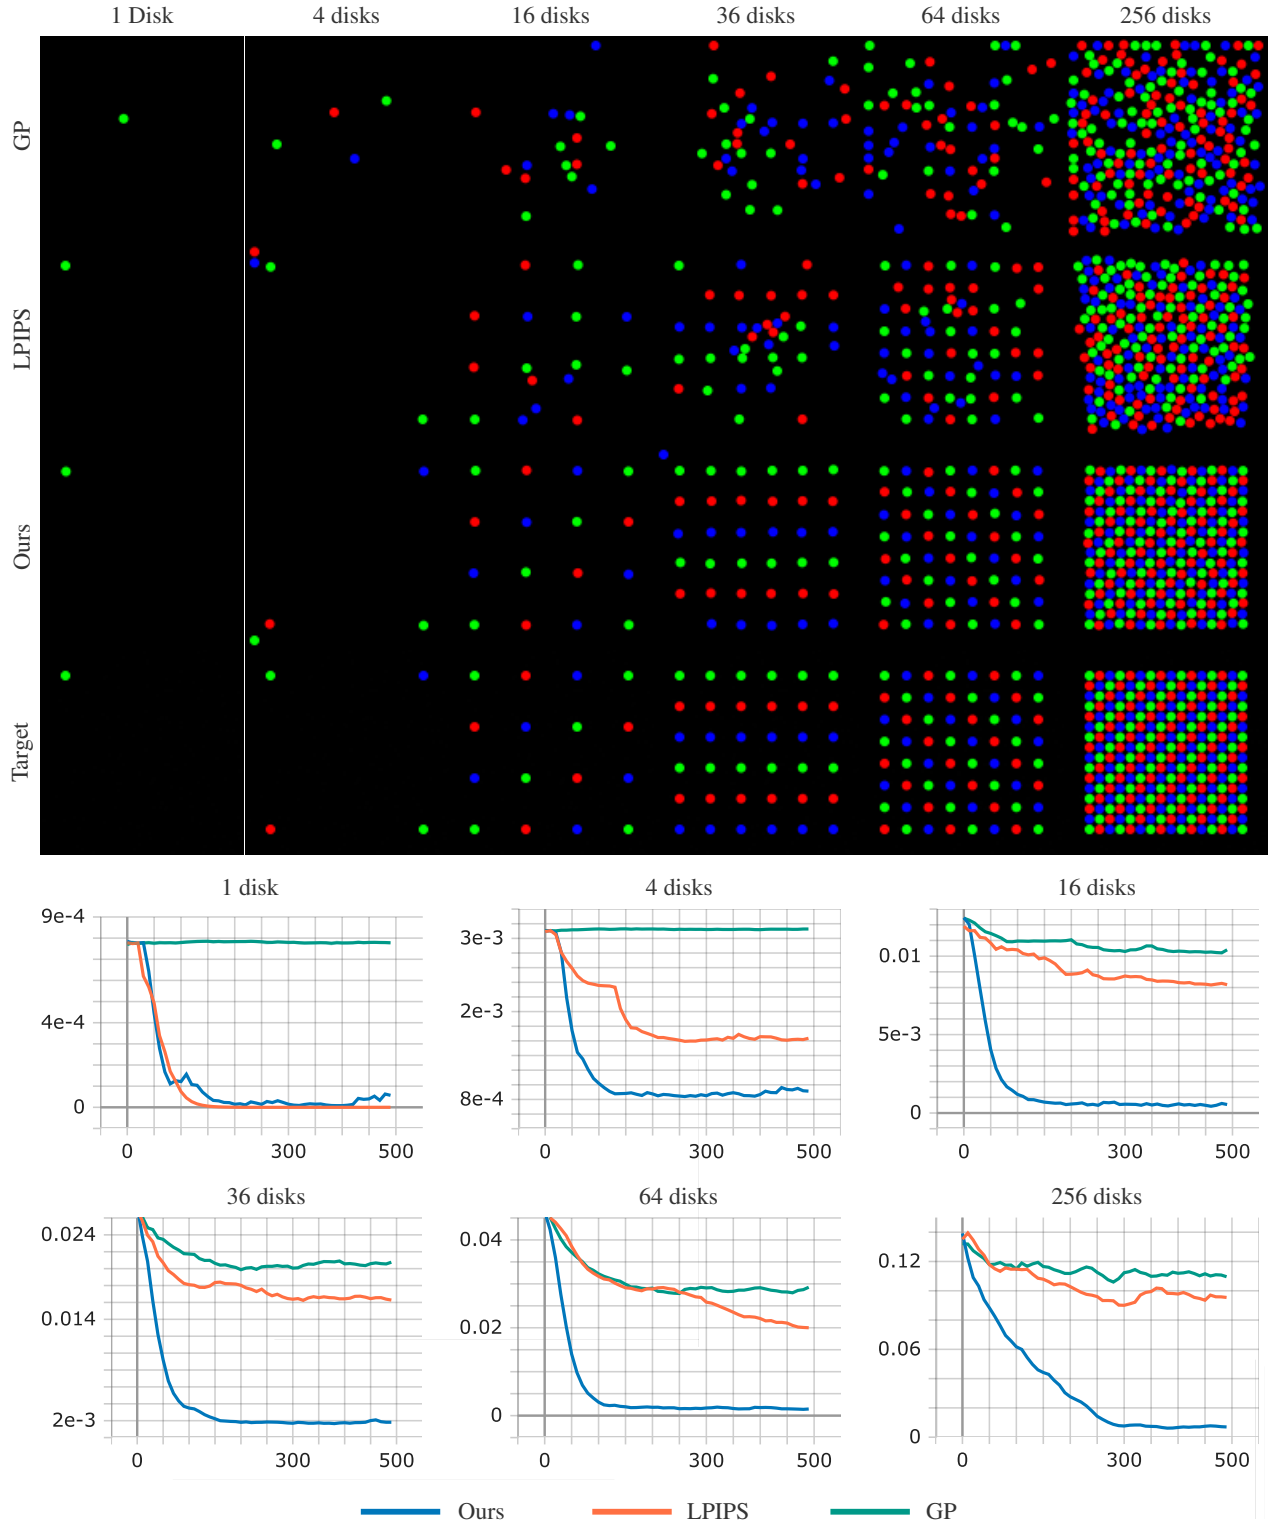 1 Disk 4 disks 16 disks 36 disks 64 disks 256 disks
GP
LPIPS
Ours
Target
1 disk 4 disks 16 disks
9e-4
4e-4
0
0 300 500
3e-3
2e-3
8e-4
0 300 500
0.01
5e-3
0
0 300 500
36 disks 64 disks 256 disks
0.024
0.014
2e-3
0 300 500
0.04
0.02
0
0 300 500
0.12
0.06
0
0 300 500
Ours LPIPS GP